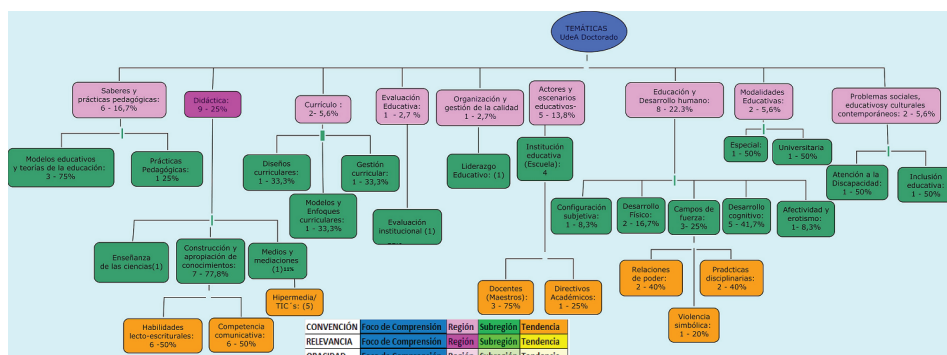 TEMÁTICAS
UdeA Doctorado
Saberes y
prácticas pedagógicas:
6 - 16,7%
Didáctica:
9 - 25%
Currículo :
2- 5,6%
Evaluación
Educativa:
1 - 2,7 %
Organización y
gestión de la calidad
1 - 2,7%
Actores y
escenarios
educativos-
5 - 13,8%
Educación y
Desarrollo humano:
8 - 22.3%
Modalidades
Educativas:
2 - 5,6%
Problemas sociales,
educativosy culturales
contemporáneos: 2 - 5,6%
Modelos educativos
y teorías de la educación:
3 - 75%
Prácticas
Pedagógicas:
1 25%
Diseños
curriculares:
1 - 33,3%
Gestión
curricular:
1 - 33,3%
Modelos y
Enfoques
curriculares:
1 - 33,3%
Evaluación
institucional (1)
Liderazgo
Educativo: (1)
Institución
educativa
(Escuela):
4
Especial:
1 - 50%
Universitaria
1 - 50%
Atención a la
Discapacidad:
1 - 50%
Inclusión
educativa:
1 - 50%
Configuración
subjetiva:
1 - 8,3%
Desarrollo
Físico:
2 - 16,7%
Campos de
fuerza:
3- 25%
Desarrollo
cognitivo:
5 - 41,7%
Afectividad y
erotismo:
1- 8,3%
Enseñanza
de las ciencias(1)
Construcción y
apropiación de
conocimientos:
7 - 77,8%
Medios y
mediaciones
(1)11%
Hipermedia/
TIC´s: (5)
Habilidades
lecto-escriturales:
6 -50%
Competencia
comunicativa:
6 - 50%
Docentes
(Maestros):
3 - 75%
Directivos
Académicos:
1 - 25%
Relaciones
de poder:
2 - 40%
Pradcticas
disciplinarias:
2 - 40%
Violencia
simbólica:
1 - 20%
CONVENCIÓN Foco de Comprensión Región Subregión Tendencia
RELEVANCIA Foco de Comprensión Región Subregión Tendencia
OPACIDAD Foco de Comprensión Región Subregión Tendencia